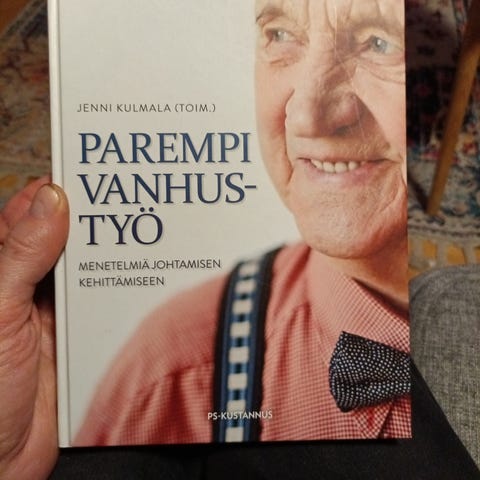 JENNI KULMALA (TOIM.)
PAREMPI
VANHUS-
TYÖ
MENETELMIÄ JOHTAMISEN
KEHITTÄMISEEN
PS-KUSTANNUS